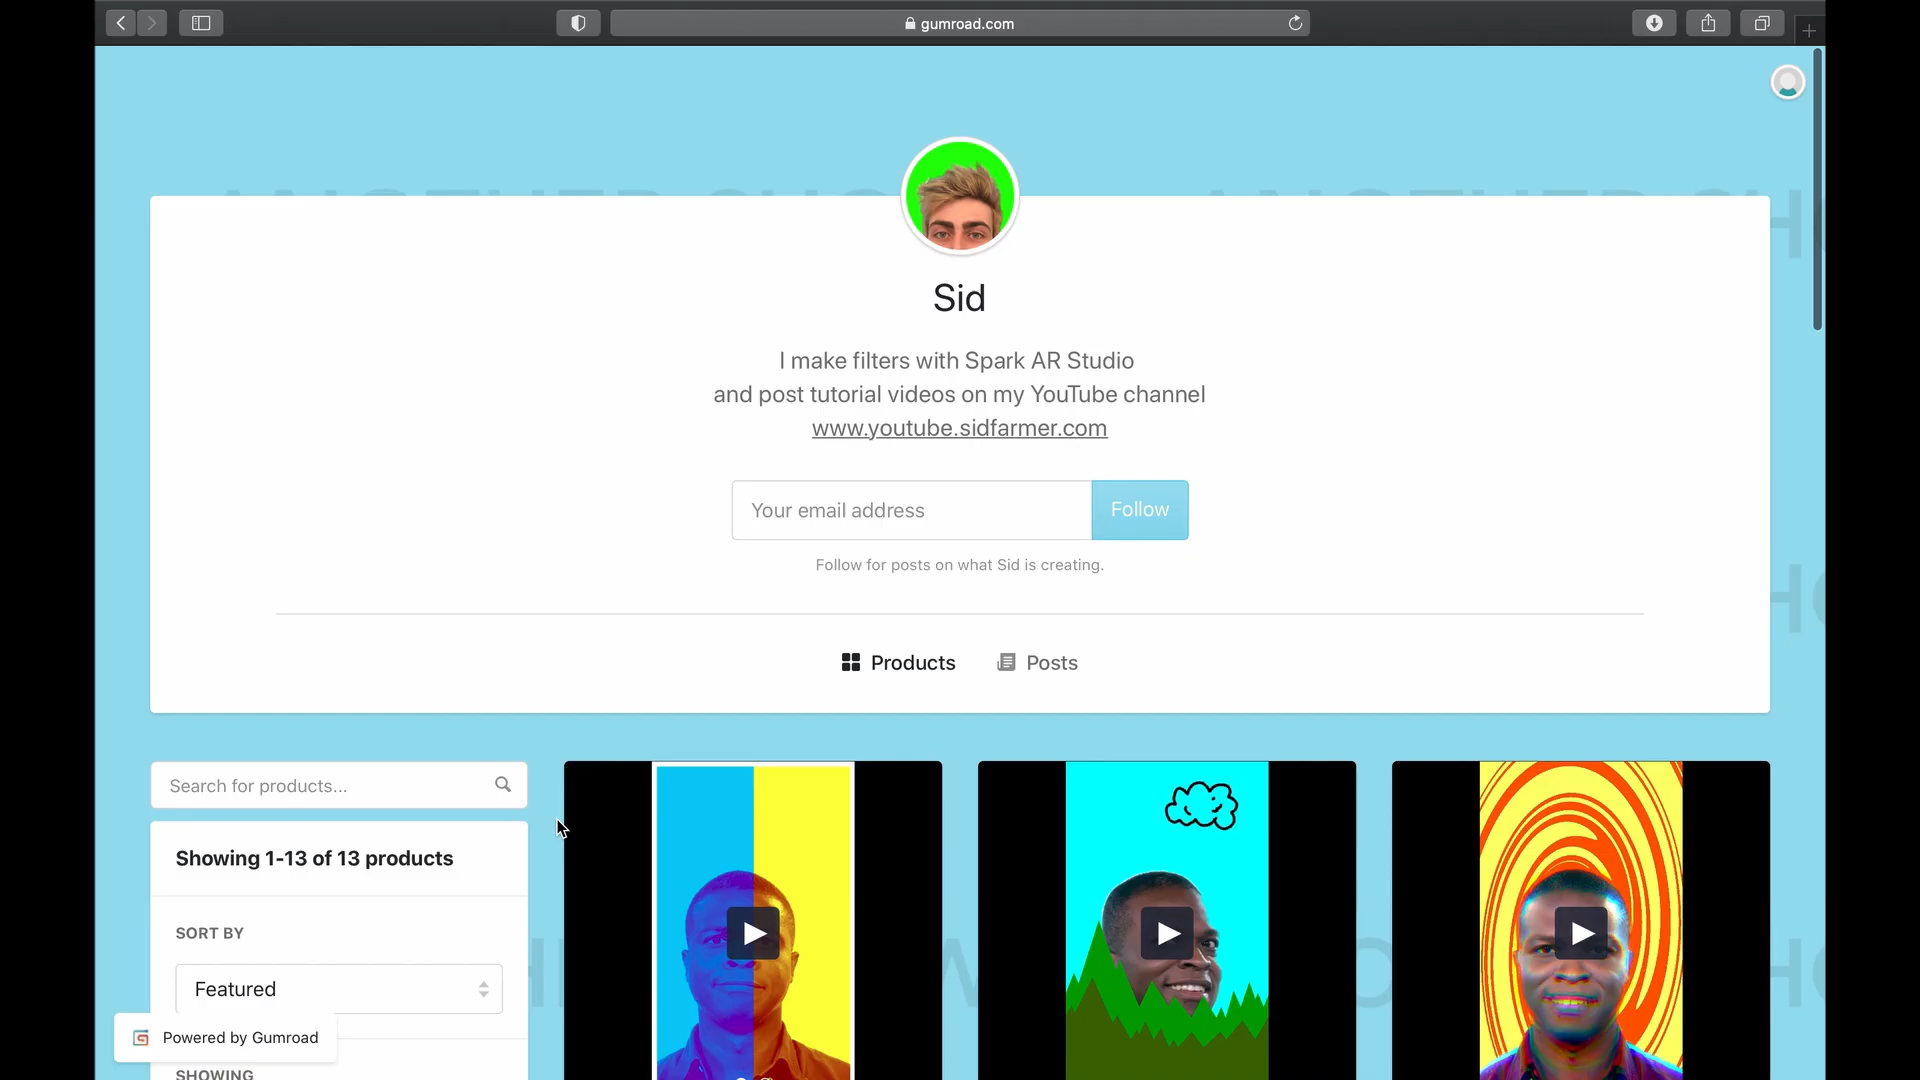 gumroad.com
Sid
I make filters with Spark AR Studio
and post tutorial videos on my YouTube channel
www.youtube.sidfarmer.com
Your email address
Follow
Follow for posts on what Sid is creating.
Products
Posts
Search for products...
Showing 1-13 of 13 products
SORT BY
Featured
Powered by Gumroad
SHOWING